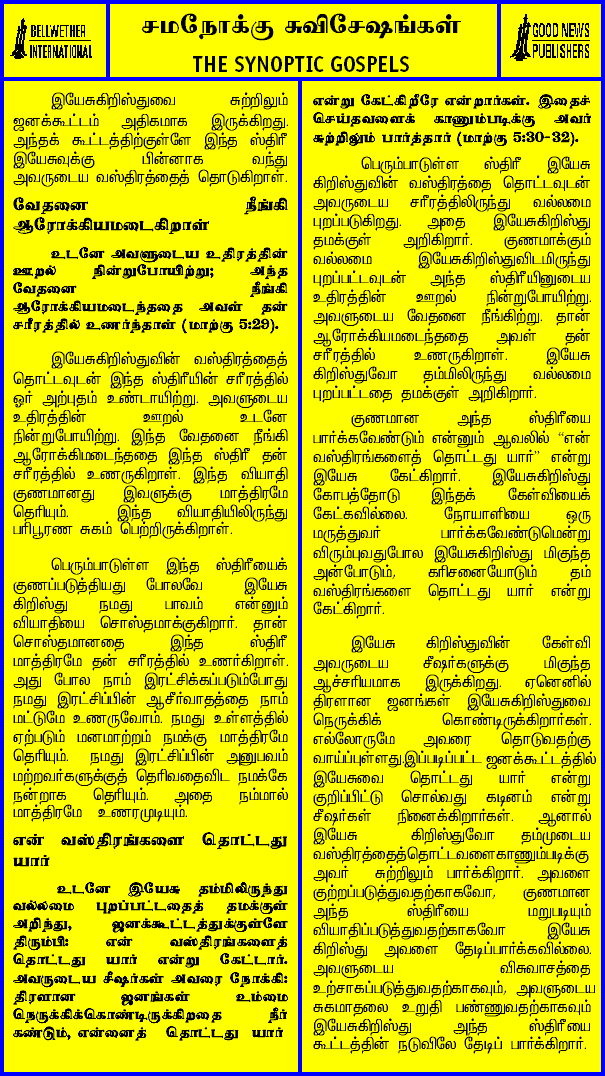 BELLWETHER
INTERNATIONAL
சமநோக்கு சுவிசேஷங்கள்
THE SYNOPTIC GOSPELS
GOOD NEWS
PUBLISHERS
இயேசுகிறிஸ்துவை சுற்றிலும்
ஜனக்கூட்டம் அதிகமாக இருக்கிறது.
அந்தக் கூட்டத்திற்குள்ளே இந்த ஸ்திரீ
இயேசுவுக்கு பின்னாக வந்து
அவருடைய வஸ்திரத்தைத் தொடுகிறாள்.
வேதனை நீங்கி
ஆரோக்கியமடைகிறாள்
உடனே அவளுடைய உதிரத்தின்
ஊறல் நின்றுபோயிற்று; அந்த
வேதனை நீங்கி
ஆரோக்கியமடைந்ததை அவள் தன்
சரீரத்தில் உணர்ந்தாள் (மாற்கு 5:29).
இயேசுகிறிஸ்துவின் வஸ்திரத்தைத்
தொட்டவுடன் இந்த ஸ்திரீயின் சரீரத்தில்
ஓர் அற்புதம் உண்டாயிற்று. அவளுடைய
உதிரத்தின் ஊறல் உடனே
நின்றுபோயிற்று. இந்த வேதனை நீங்கி
ஆரோக்கிமடைந்ததை இந்த ஸ்திரீ தன்
சரீரத்தில் உணருகிறாள். இந்த வியாதி
குணமானது இவளுக்கு மாத்திரமே
தெரியும். இந்த வியாதியிலிருந்து
பரிபூரண சுகம் பெற்றிருக்கிறாள்.
பெரும்பாடுள்ள இந்த ஸ்திரீயைக்
குணப்படுத்தியது போலவே இயேசு
கிறிஸ்து நமது பாவம் என்னும்
வியாதியை சொஸ்தமாக்குகிறார். தான்
சொஸ்தமானதை இந்த ஸ்திரீ
மாத்திரமே தன் சரீரத்தில் உணர்கிறாள்.
அது போல நாம் இரட்சிக்கப்படும்போது
நமது இரட்சிப்பின் ஆசீர்வாதத்தை நாம்
மட்டுமே உணருவோம். நமது உள்ளத்தில்
ஏற்படும் மனமாற்றம் நமக்கு மாத்திரமே
தெரியும். நமது இரட்சிப்பின் அனுபவம்
மற்றவர்களுக்குத் தெரிவதைவிட நமக்கே
நன்றாக தெரியும். அதை நம்மால்
மாத்திரமே உணரமுடியும்.
என் வஸ்திரங்களை தொட்டது
யார்
உடனே இயேசு தம்மிலிருந்து
வல்லமை புறப்பட்டதைத் தமக்குள்
அறிந்து, ஜனக்கூட்டத்துக்குள்ளே
திரும்பி: என் வஸ்திரங்களைத்
தொட்டது யார் என்று கேட்டார்.
அவருடைய சீஷர்கள் அவரை நோக்கி:
திரளான ஜனங்கள் உம்மை
நெருக்கிக்கொண்டிருக்கிறதை நீர்
கண்டும், என்னைத் தொட்டது யார்
என்று கேட்கிறீரே என்றார்கள். இதைச்
செய்தவளைக் காணும்படிக்கு அவர்
சுற்றிலும் பார்த்தார் (மாற்கு 5:30-32).
பெரும்பாடுள்ள ஸ்திரீ இயேசு
கிறிஸ்துவின் வஸ்திரத்தை தொட்டவுடன்
அவருடைய சரீரத்திலிருந்து வல்லமை
புறப்படுகிறது. அதை இயேசுகிறிஸ்து
தமக்குள் அறிகிறார். குணமாக்கும்
வல்லமை இயேசுகிறிஸ்துவிடமிருந்து
புறப்பட்டவுடன் அந்த ஸ்திரீயினுடைய
உதிரத்தின் ஊறல் நின்றுபோயிற்று.
அவளுடைய வேதனை நீங்கிற்று. தான்
ஆரோக்கியமடைந்ததை அவள் தன்
சரீரத்தில் உணருகிறாள். இயேசு
கிறிஸ்துவோ தம்மிலிருந்து வல்லமை
புறப்பட்டதை தமக்குள் அறிகிறார்.
குணமான அந்த ஸ்திரீயை
பார்க்கவேண்டும் என்னும் ஆவலில் “என்
வஸ்திரங்களைத் தொட்டது யார்” என்று
இயேசு கேட்கிறார். இயேசுகிறிஸ்து
கோபத்தோடு இந்தக் கேள்வியைக்
கேட்கவில்லை. நோயாளியை ஒரு
மருத்துவர் பார்க்கவேண்டுமென்று
விரும்புவதுபோல இயேசுகிறிஸ்து மிகுந்த
அன்போடும், கரிசனையோடும் தம்
வஸ்திரங்களை தொட்டது யார் என்று
கேட்கிறார்.
இயேசு கிறிஸ்துவின் கேள்வி
அவருடைய சீஷர்களுக்கு மிகுந்த
ஆச்சரியமாக இருக்கிறது. ஏனெனில்
திரளான ஜனங்கள் இயேசுகிறிஸ்துவை
நெருக்கிக் கொண்டிருக்கிறார்கள்.
எல்லோருமே அவரை தொடுவதற்கு
வாய்ப்புள்ளது.இப்படிப்பட்ட ஜனக்கூட்டத்தில்
இயேசுவை தொட்டது யார் என்று
குறிப்பிட்டு சொல்வது கடினம் என்று
சீஷர்கள் நினைக்கிறார்கள். ஆனால்
இயேசு கிறிஸ்துவோ தம்முடைய
வஸ்திரத்தைத்தொட்டவளைகாணும்படிக்கு
அவர் சுற்றிலும் பார்க்கிறார். அவளை
குற்றப்படுத்துவதற்காகவோ, குணமான
அந்த ஸ்திரீயை மறுபடியும்
வியாதிப்படுத்துவதற்காகவோ இயேசு
கிறிஸ்து அவளை தேடிப்பார்க்கவில்லை.
அவளுடைய விசுவாசத்தை
உற்சாகப்படுத்துவதற்காகவும், அவளுடைய
சுகமாதலை உறுதி பண்ணுவதற்காகவும்
இயேசுகிறிஸ்து அந்த ஸ்திரீயை
கூட்டத்தின் நடுவிலே தேடிப் பார்க்கிறார்.